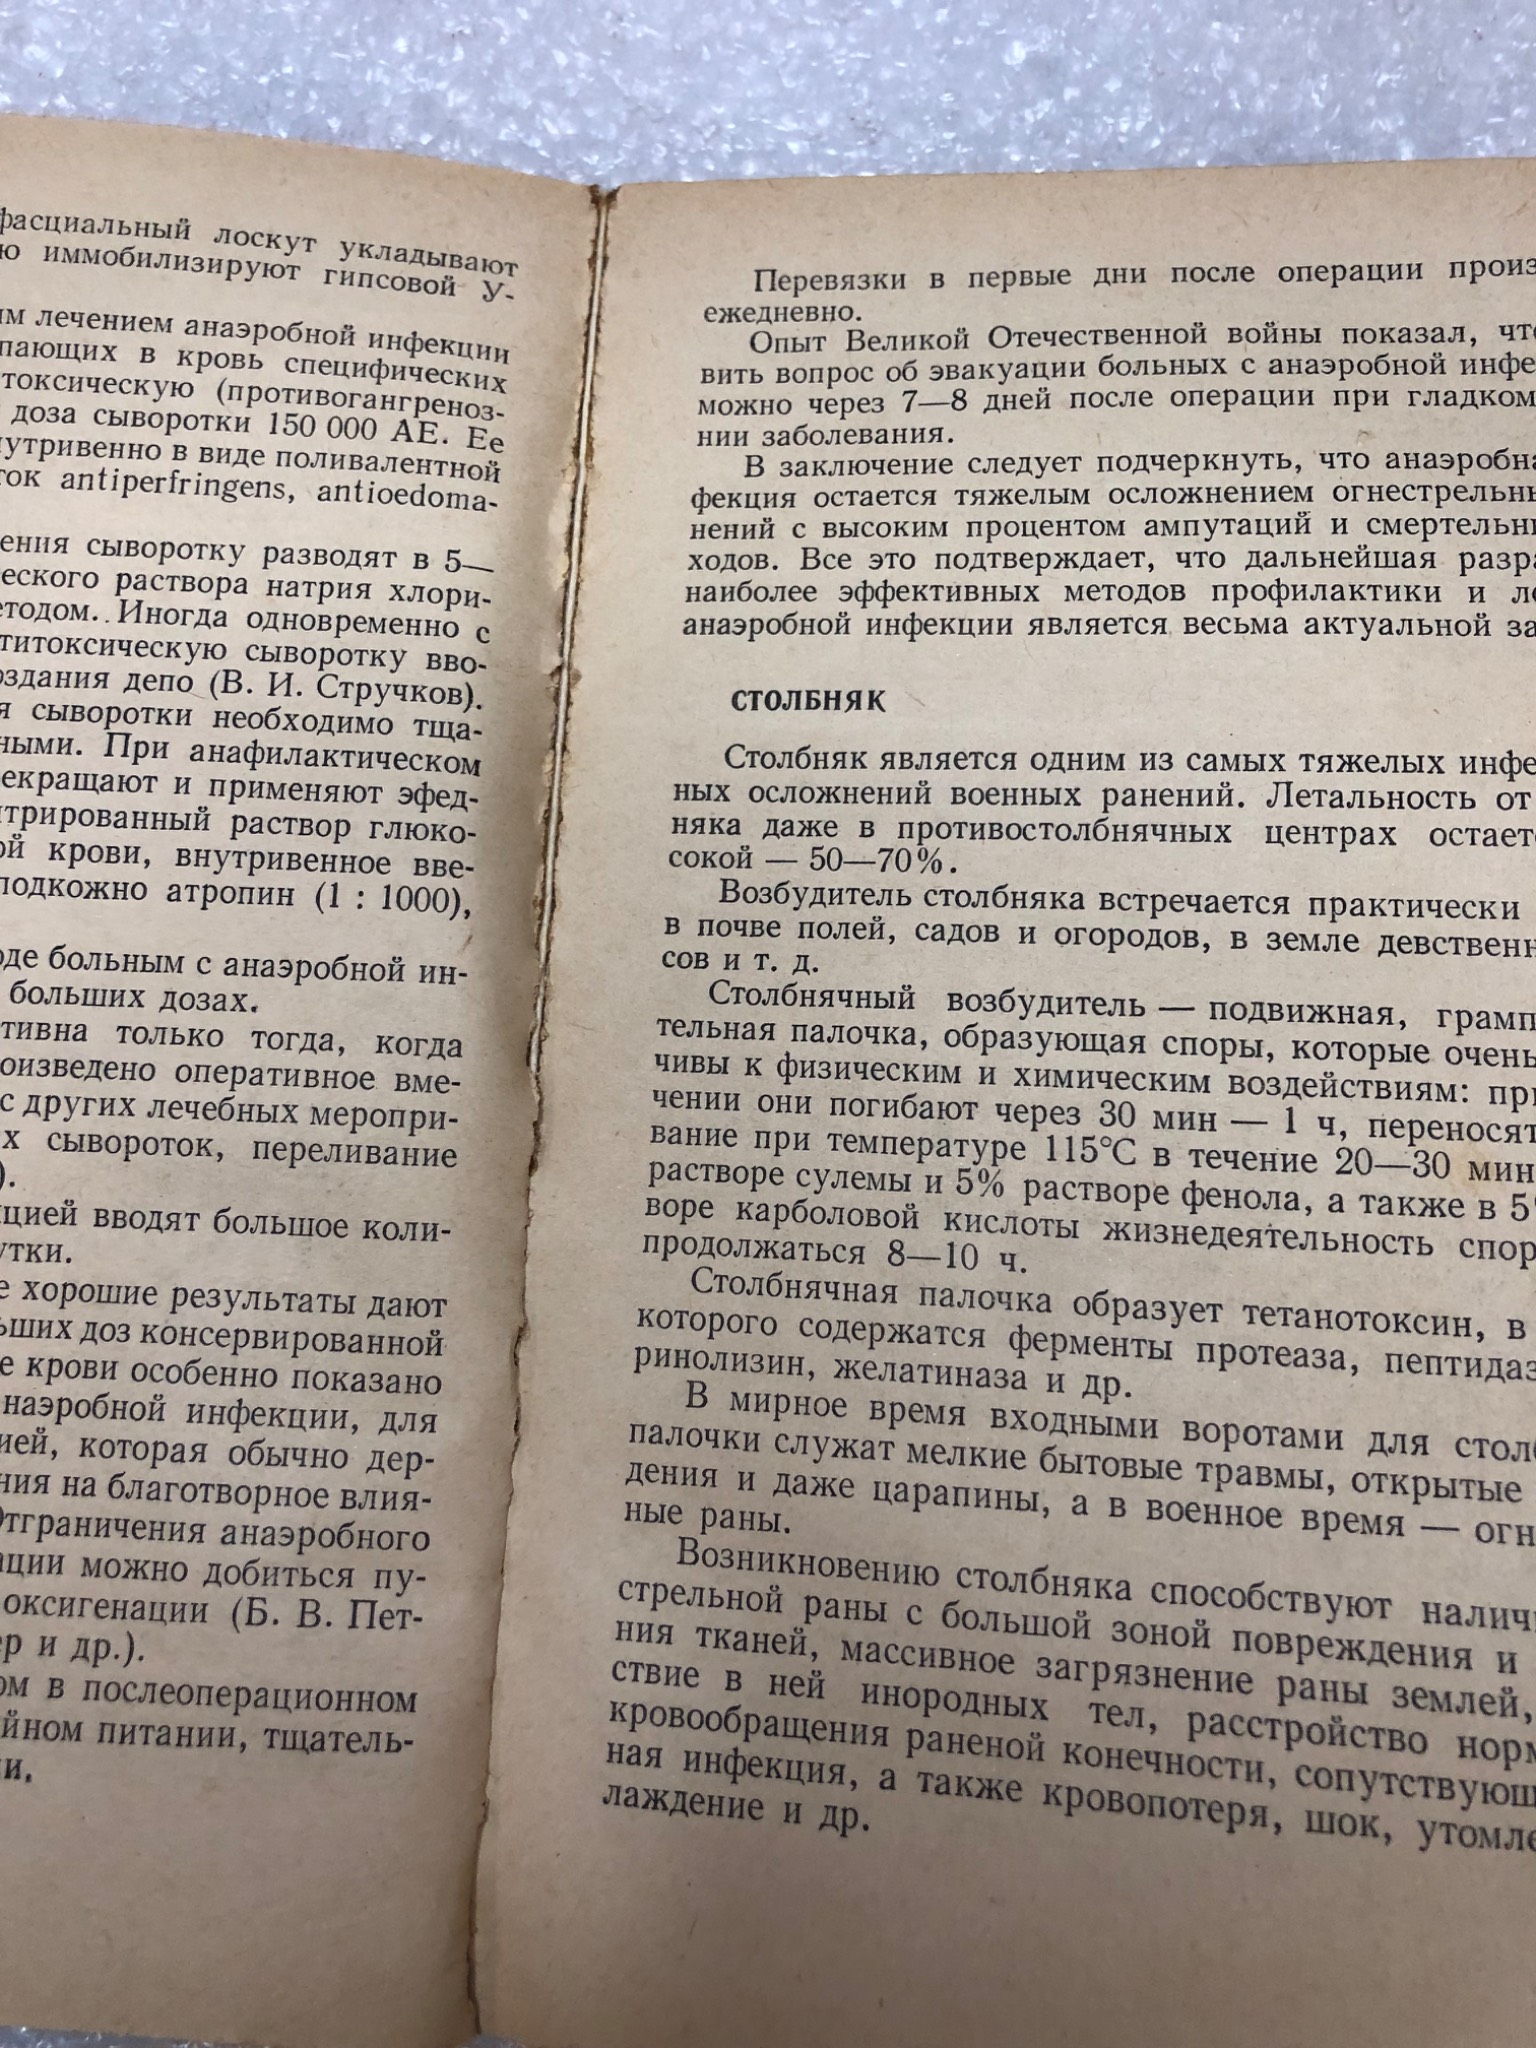 фасциальный лоскут укладывают
ю иммобилизируют гипсовой У-
им лечением анаэробной инфекции
пающих в кровь специфических
токсическую (противогангреноз-
доза сыворотки 150 000 АЕ. Ее
нутривенно в виде поливалентной
ток antiperfringens, antioedoma-
ения сыворотку разводят в 5—
еского раствора натрия хлори-
етодом. Иногда одновременно с
титоксическую сыворотку вво-
оздания депо (В. И. Стручков).
я сыворотки необходимо тща-
ными. При анафилактическом
екращают и применяют эфед-
нтрированный раствор глюко-
ой крови, внутривенное вве-
подкожно атропин (1 : 1000),
оде больным с анаэробной ин-
больших дозах.
тивна только тогда, когда
оизведено оперативное вме-
с других лечебных меропри-
х сывороток, переливание
).
цией вводят большое коли-
утки.
е хорошие результаты дают
ьших доз консервированной
е крови особенно показано
наэробной инфекции, для
ией, которая обычно дер-
ния на благотворное влия-
Отграничения анаэробного
ации можно добиться пу-
оксигенации (Б. В. Пет-
ер и др.).
ом в послеоперационном
йном питании, тщатель-
и.
Перевязки в первые дни после операции произ
ежедневно.
Опыт Великой Отечественной войны показал, что
вить вопрос об эвакуации больных с анаэробной инфе
можно через 7—8 дней после операции при гладком
нии заболевания.
В заключение следует подчеркнуть, что анаэробна
фекция остается тяжелым осложнением огнестрельны
нений с высоким процентом ампутаций и смертельны
ходов. Все это подтверждает, что дальнейшая разра
наиболее эффективных методов профилактики и ле
анаэробной инфекции является весьма актуальной за
СТОЛБНЯК
Столбняк является одним из самых тяжелых инфе
ных осложнений военных ранений. Летальность от
няка даже в противостолбнячных центрах остаетс
сокой — 50—70%.
Возбудитель столбняка встречается практически
в почве полей, садов и огородов, в земле девственн
сов и т. д.
Столбнячный возбудитель — подвижная, грамп
тельная палочка, образующая споры, которые очень
чивы к физическим и химическим воздействиям: при
чении они погибают через 30 мин — 1 ч, переносят
вание при температуре 115°С в течение 20—30 мин
растворе сулемы и 5% растворе фенола, а также в 5%
воре карболовой кислоты жизнедеятельность спор
продолжаться 8—10 ч.
Столбнячная палочка образует тетанотоксин, в
которого содержатся ферменты протеаза, пептидаз
ринолизин, желатиназа и др.
В мирное время входными воротами для столб
палочки служат мелкие бытовые травмы, открытые
дения и даже царапины, а в военное время — огн
ные раны.
Возникновению столбняка способствуют налич
стрельной раны с большой зоной повреждения и
ния тканей, массивное загрязнение раны землей,
ствие в ней инородных тел, расстройство норм
кровообращения раненой конечности, сопутствующ
ная инфекция, а также кровопотеря, шок, утомле
лаждение и др.